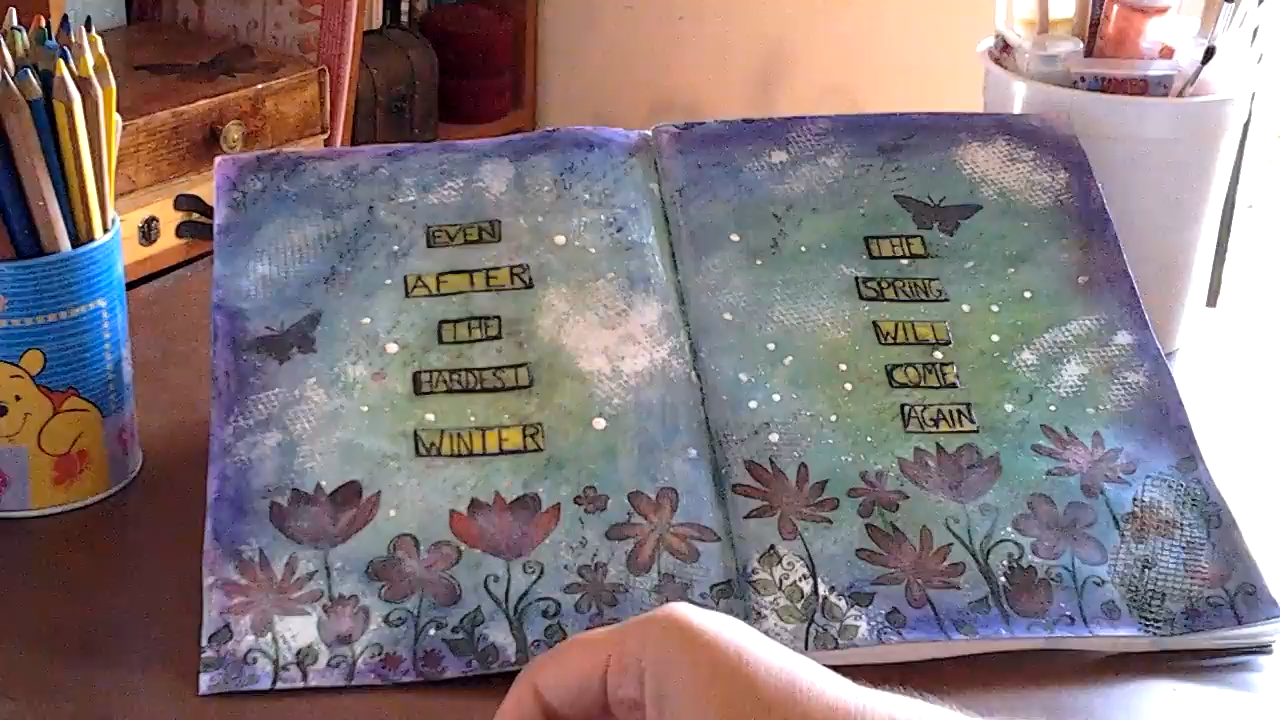 EVEN
AFTER
THE
HARDEST
WINTER
THE
SPRING
WILL
COME
AGAIN